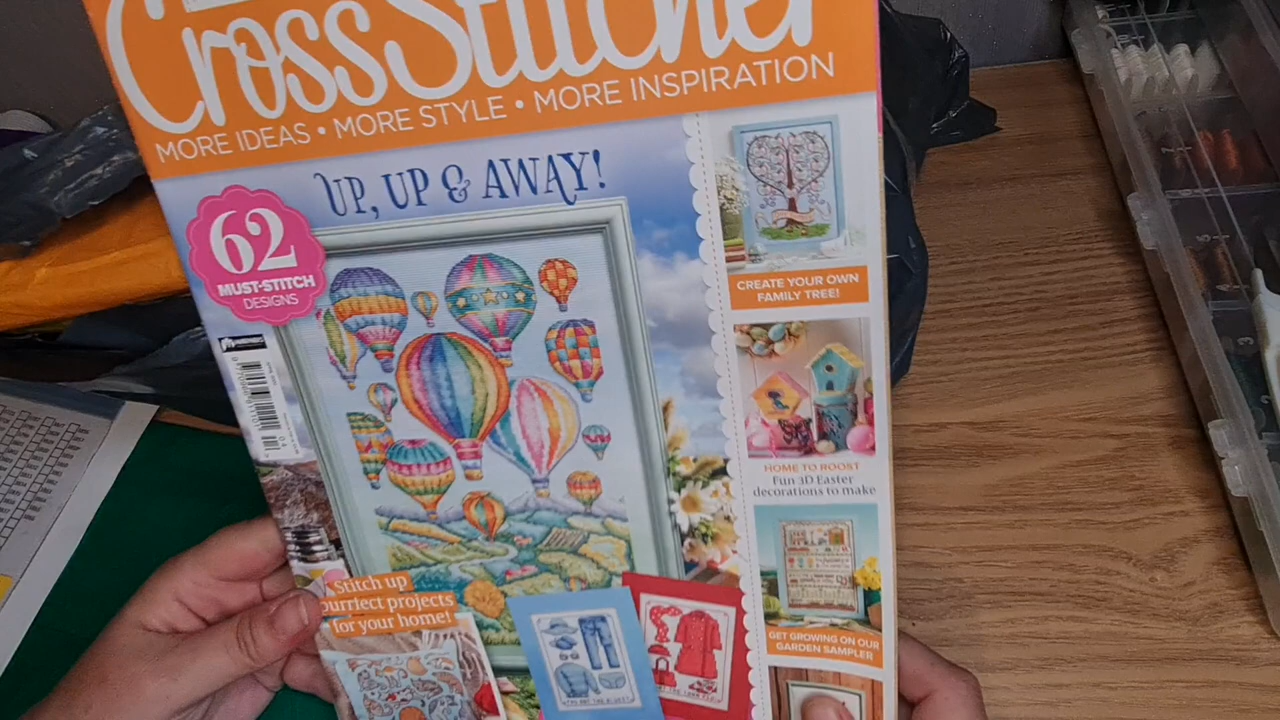 CrossStitcher
MORE IDEAS • MORE STYLE • MORE INSPIRATION
UP, UP & AWAY!
62
MUST-STITCH
DESIGNS
CREATE YOUR OWN
FAMILY TREE!
HOME TO ROOST
Fun 3D Easter
decorations to make
GET GROWING ON OUR
GARDEN SAMPLER
Stitch up
purrfect projects
for your home!